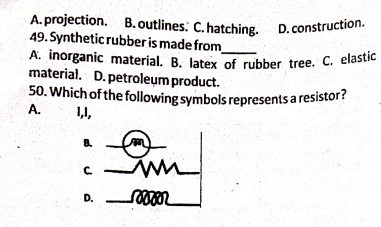 A. projection. B. outlines. C. hatching. D. construction.
49. Synthetic rubber is made from______
A. inorganic material. B. latex of rubber tree. C. elastic
material. D. petroleum product.
50. Which of the following symbols represents a resistor?
A. I,I,
B.
C.
D.